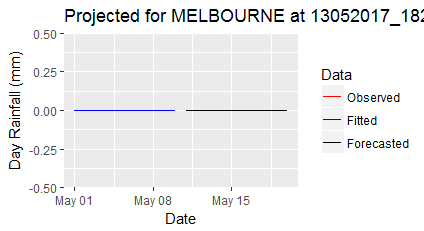 Projected for MELBOURNE at 13052017_182
Day Rainfall (mm)
0.50
0.25
0.00
-0.25
-0.50
May 01
May 08
May 15
Date
Data
Observed
Fitted
Forecasted